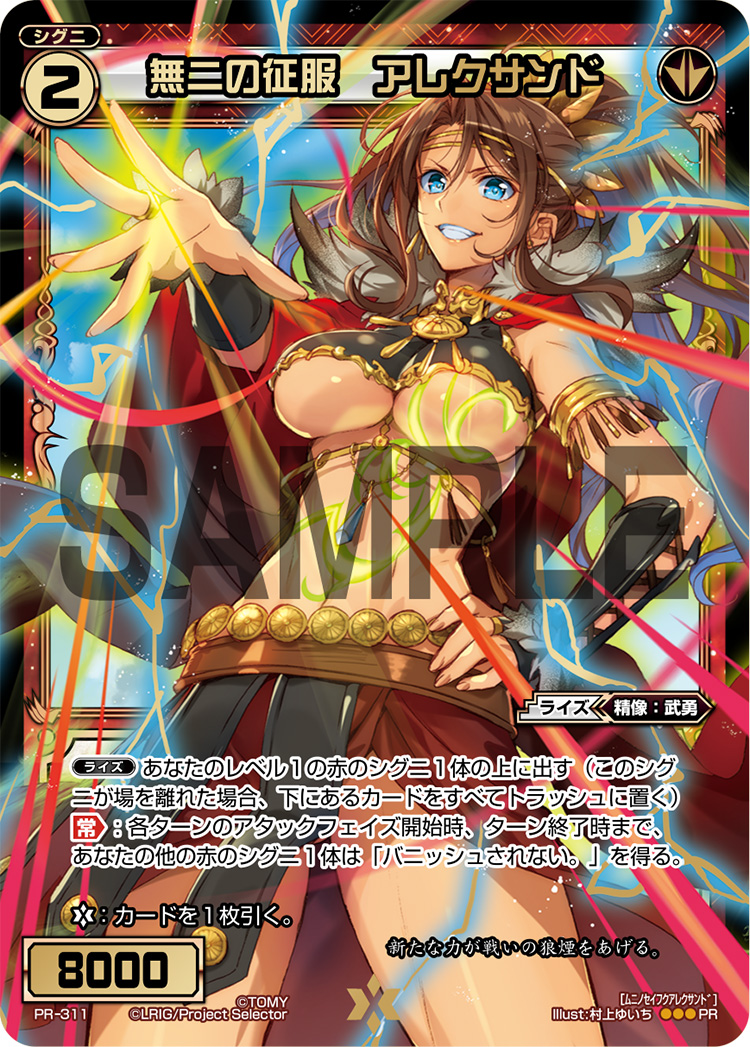 シグニ
2
無二の征服 アレクサンド
SAMPLE
ライズ 精像:武勇
ライズ あなたのレベル1の赤のシグニ1体の上に出す(このシグ
ニが場を離れた場合、下にあるカードをすべてトラッシュに置く)
常:各ターンのアタックフェイズ開始時、ターン終了時まで、
あなたの他の赤のシグニ1体は「バニッシュされない。」を得る。
:カードを1枚引く。
新たな力が戦いの狼煙をあげる。
8000
PR-311
©TOMY
©LRIG/Project Selector
[ムニノセイフクアレクサンド]
Illust:村上ゆいち PR